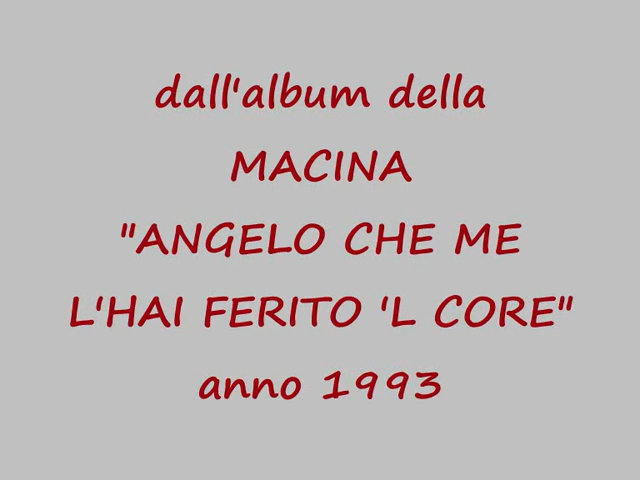 dall'album della
MACINA
"ANGELO CHE ME
L'HAI FERITO 'L CORE"
anno 1993